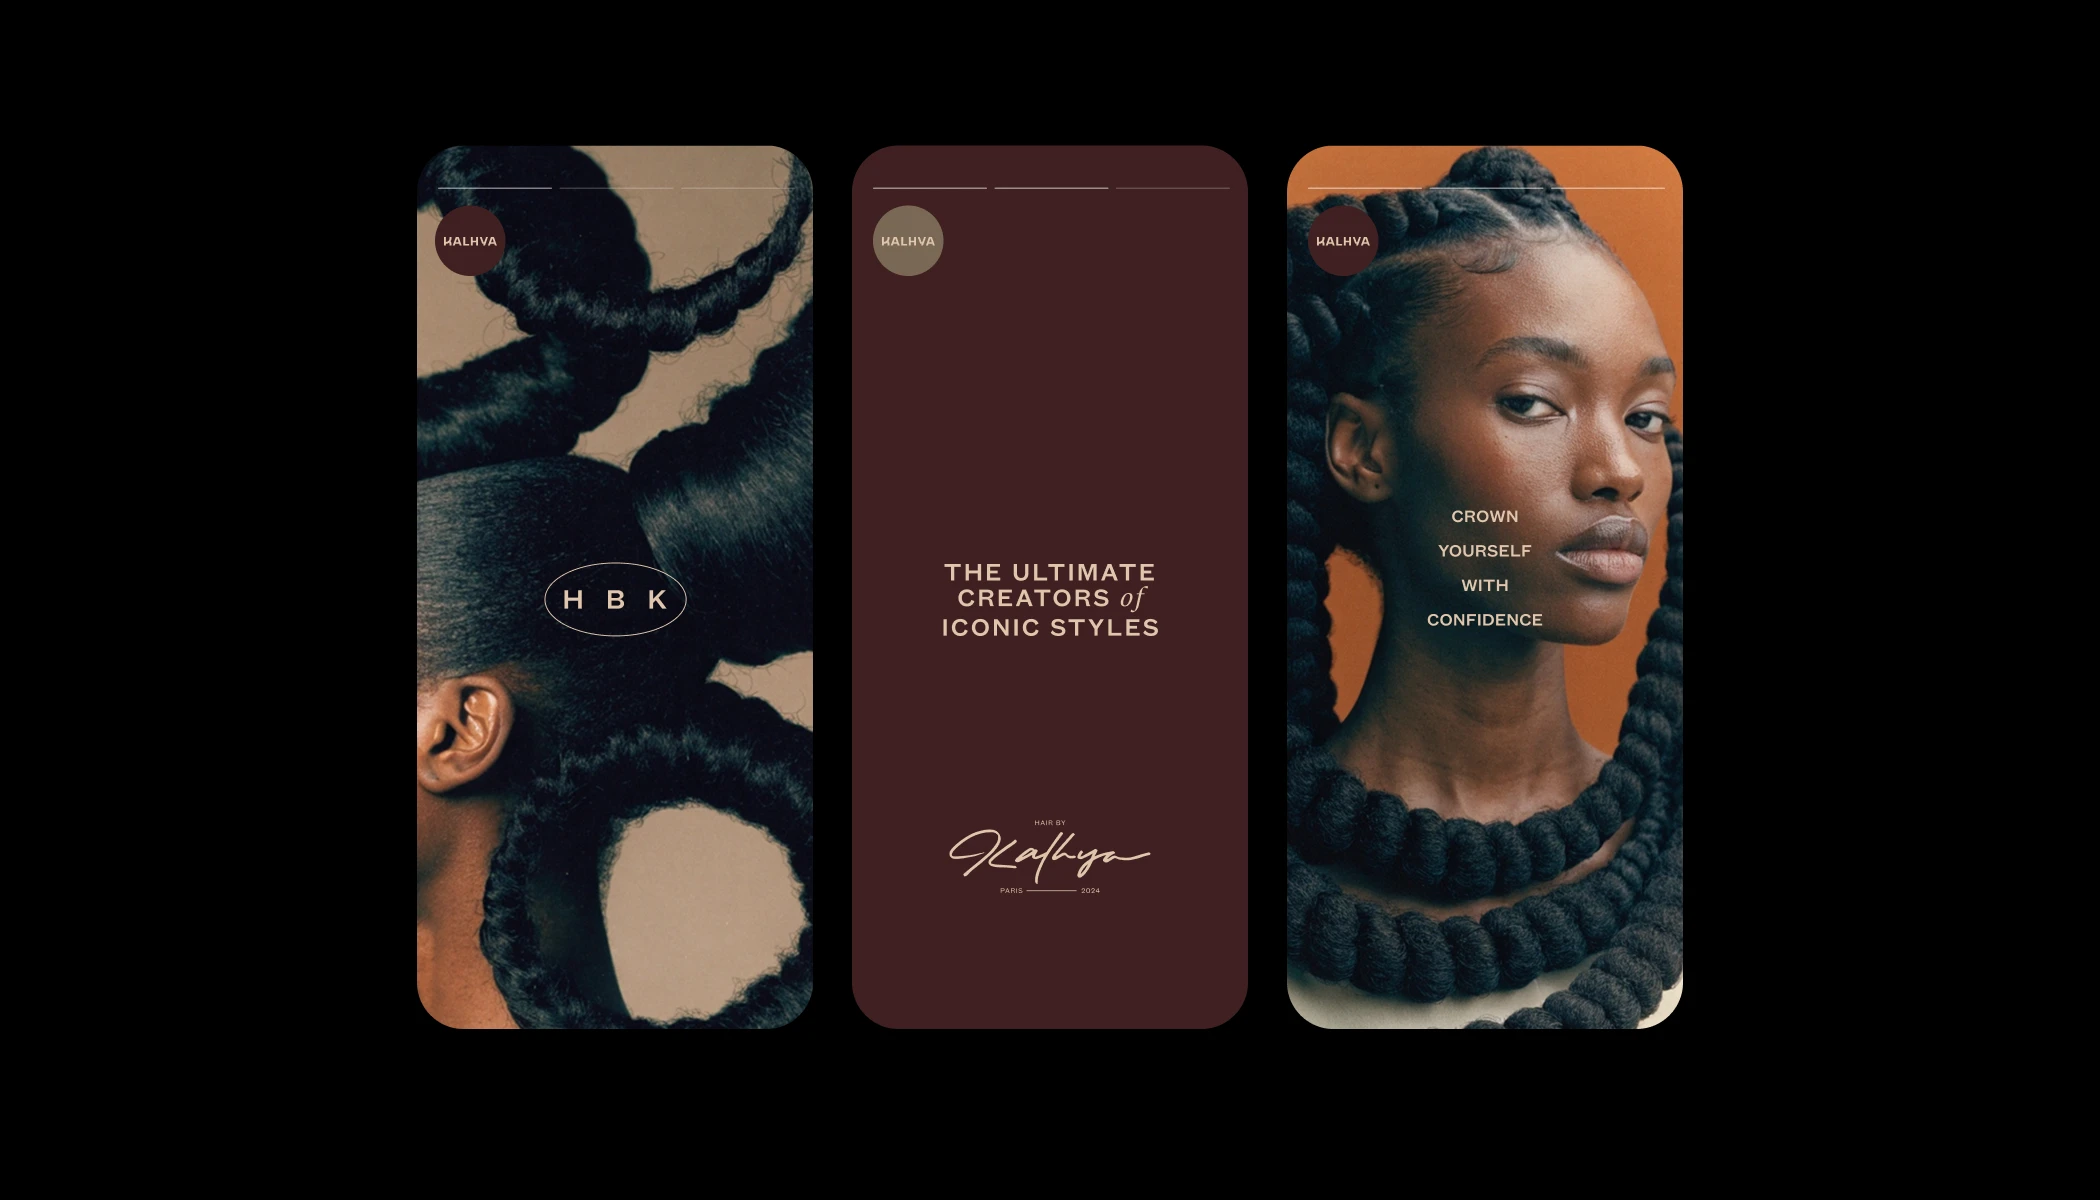 KALHVA
H B K
KALHVA
THE ULTIMATE
CREATORS of
ICONIC STYLES
HAIR BY
Kalhya
PARIS 2024
KALHVA
CROWN
YOURSELF
WITH
CONFIDENCE